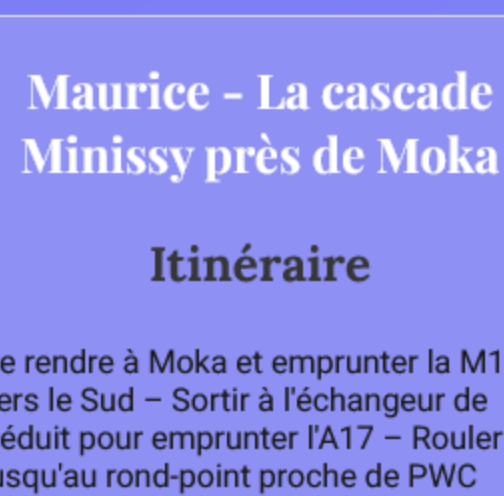 Maurice - La cascade
Minissy près de Moka
Itinéraire
e rendre à Moka et emprunter la M1
ers le Sud – Sortir à l'échangeur de
éduit pour emprunter l'A17 – Rouler
usqu'au rond-point proche de PWC